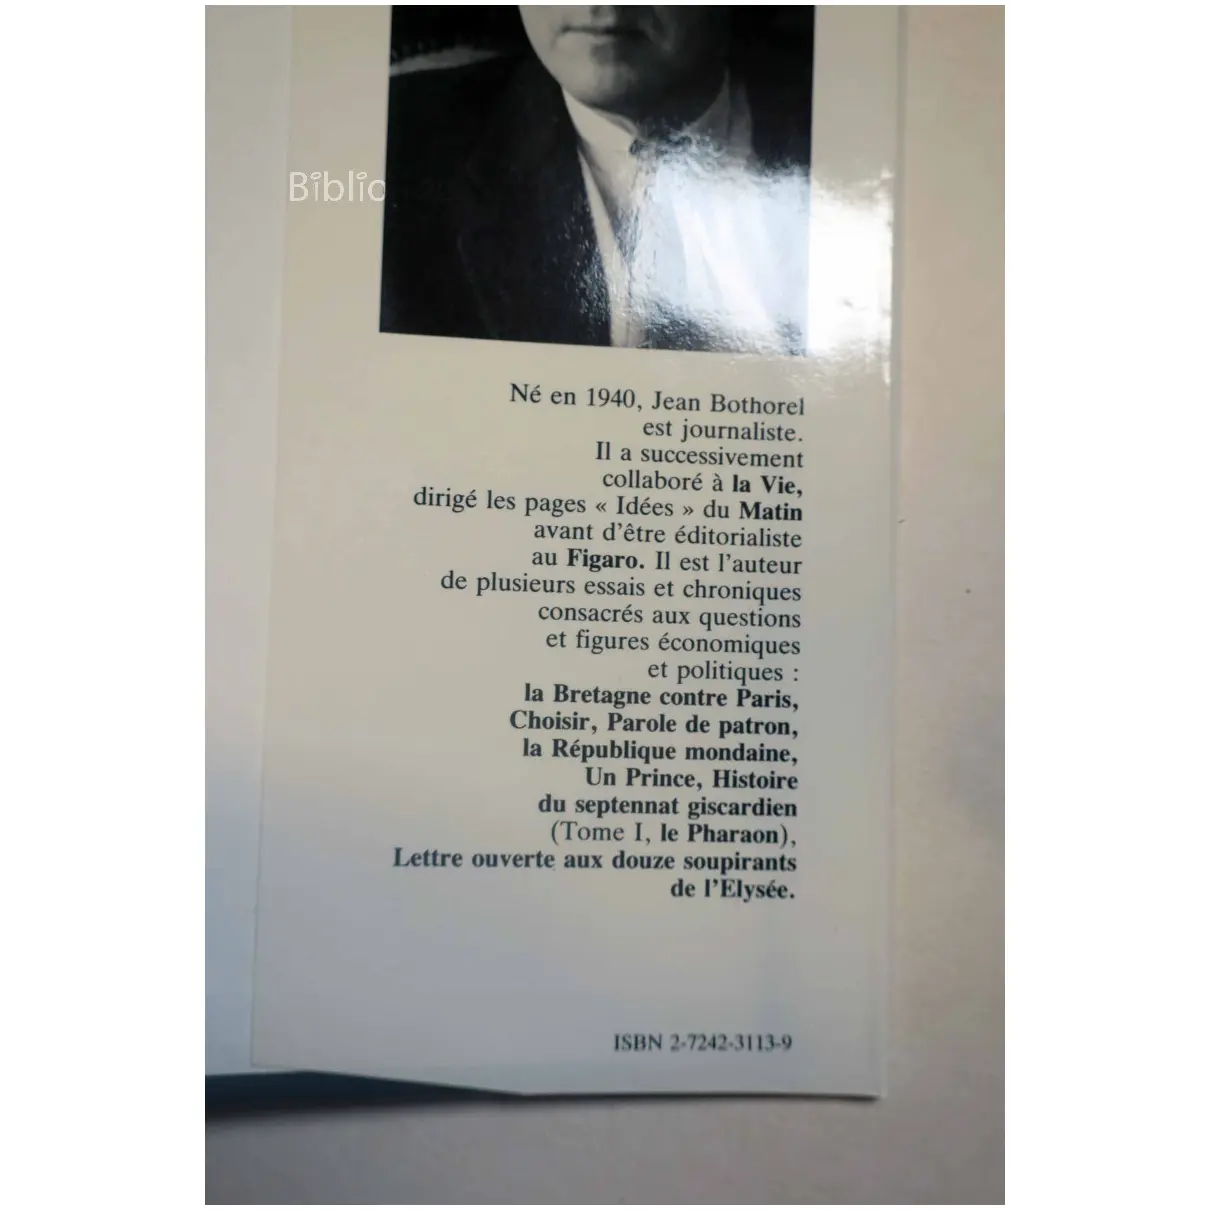 Biblio
Né en 1940, Jean Bothorel
est journaliste.
Il a successivement
collaboré à la Vie,
dirigé les pages « Idées » du Matin
avant d'être éditorialiste
au Figaro. Il est l'auteur
de plusieurs essais et chroniques
consacrés aux questions
et figures économiques
et politiques :
la Bretagne contre Paris,
Choisir, Parole de patron,
la République mondaine,
Un Prince, Histoire
du septennat giscardien
(Tome I, le Pharaon),
Lettre ouverte aux douze soupirants
de l'Elysée.
ISBN 2-7242-3113-9